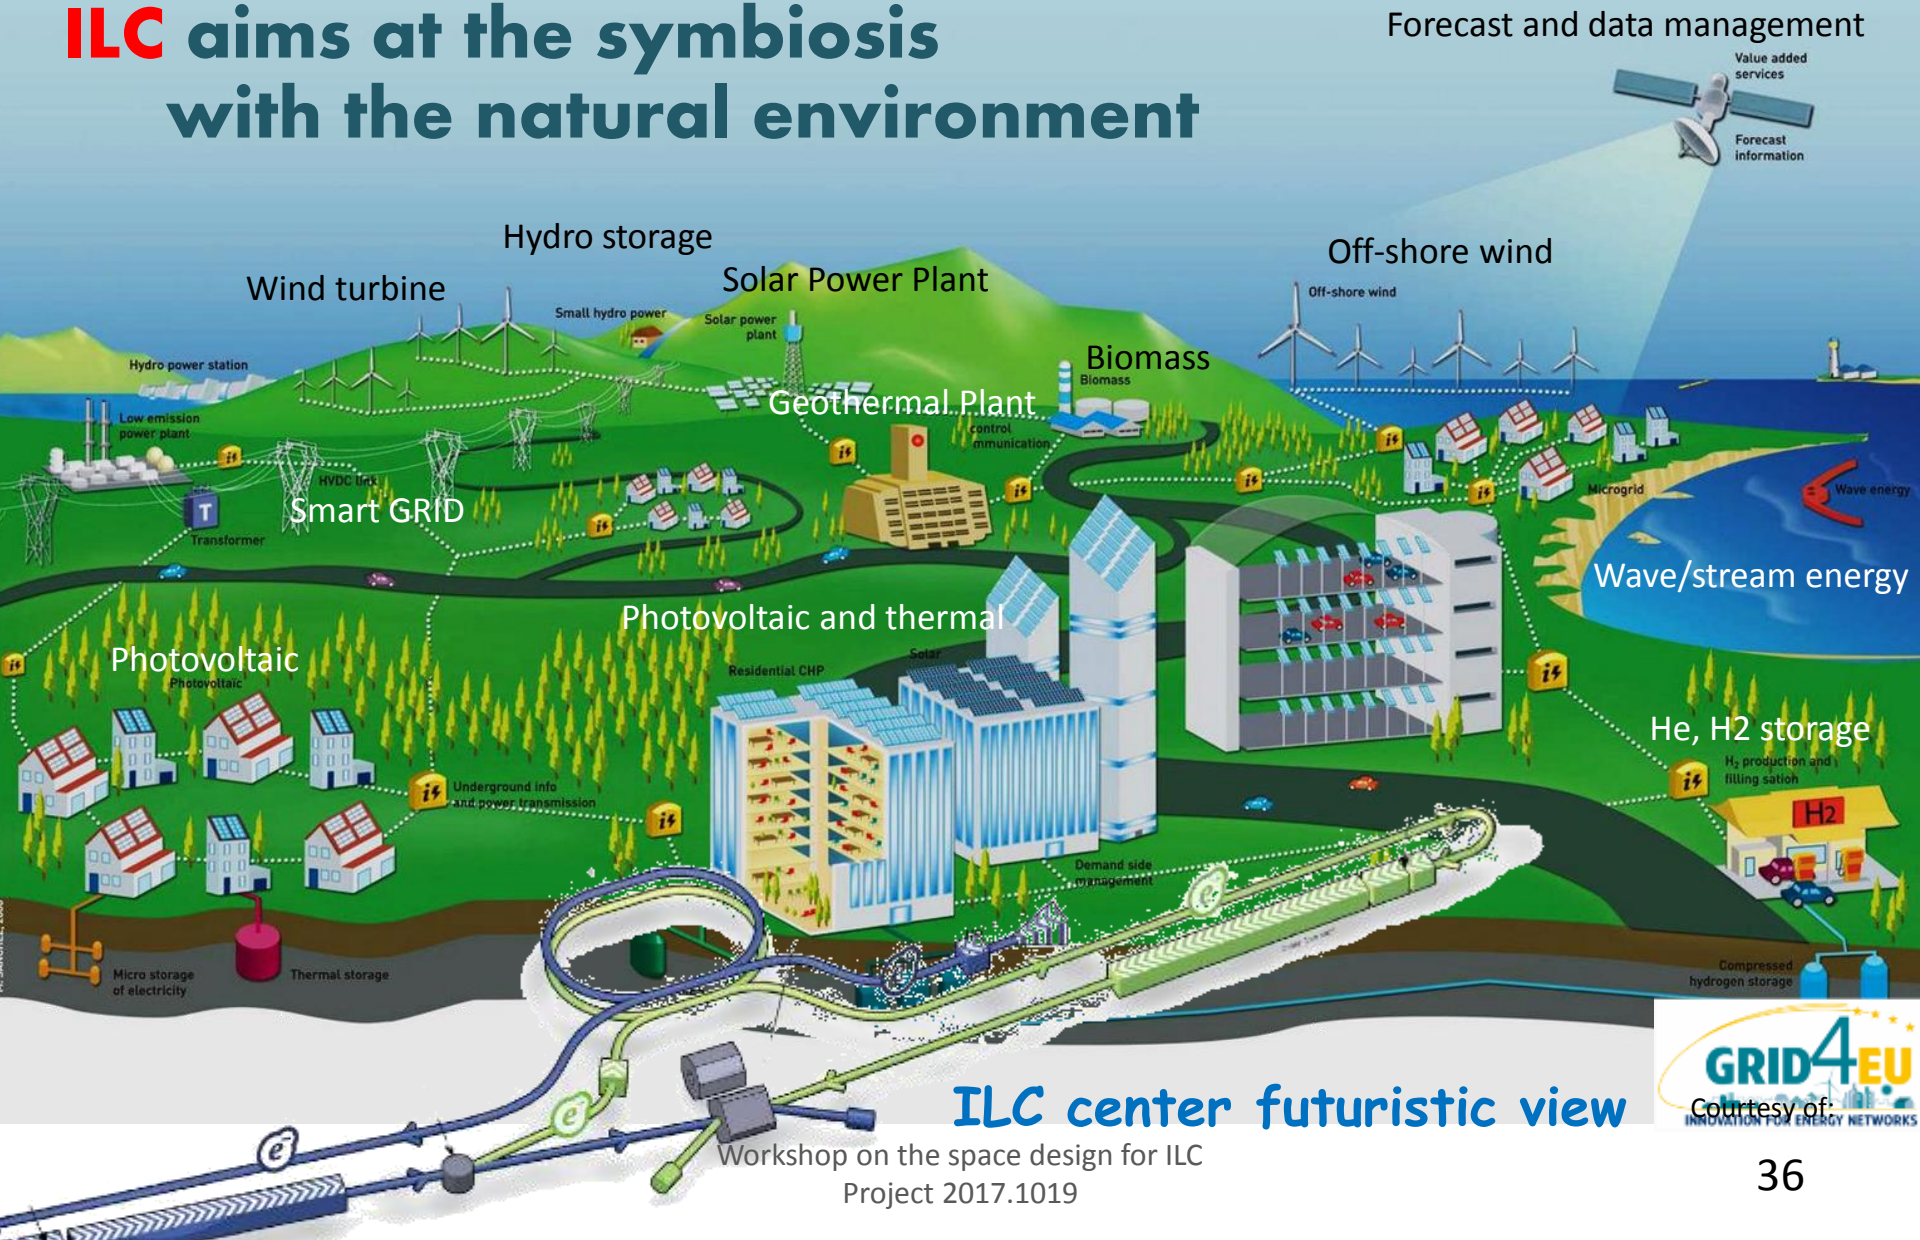 ILC aims at the symbiosis
with the natural environment
Forecast and data management
Value added
services
Forecast
information
Hydro storage
Wind turbine
Solar Power Plant
Off-shore wind
Off-shore wind
Small hydro power
Solar power
plant
Hydro power station
Biomass
Biomass
Geothermal Plant
Low emission
power plant
control
mmunication
HVDC link
Smart GRID
Microgrid
Wave energy
T
Transformer
Wave/stream energy
Photovoltaic and thermal
Photovoltaic
Photovoltaïc
Residential CHP
Solar
He, H2 storage
H₂ production and
filling sation
Underground info
and power transmission
H2
Demand side
management
Micro storage
of electricity
Thermal storage
Compressed
hydrogen storage
GRID4EU
INNOVATION FOR ENERGY NETWORKS
Courtesy of:
ILC center futuristic view
Workshop on the space design for ILC
Project 2017.1019
36